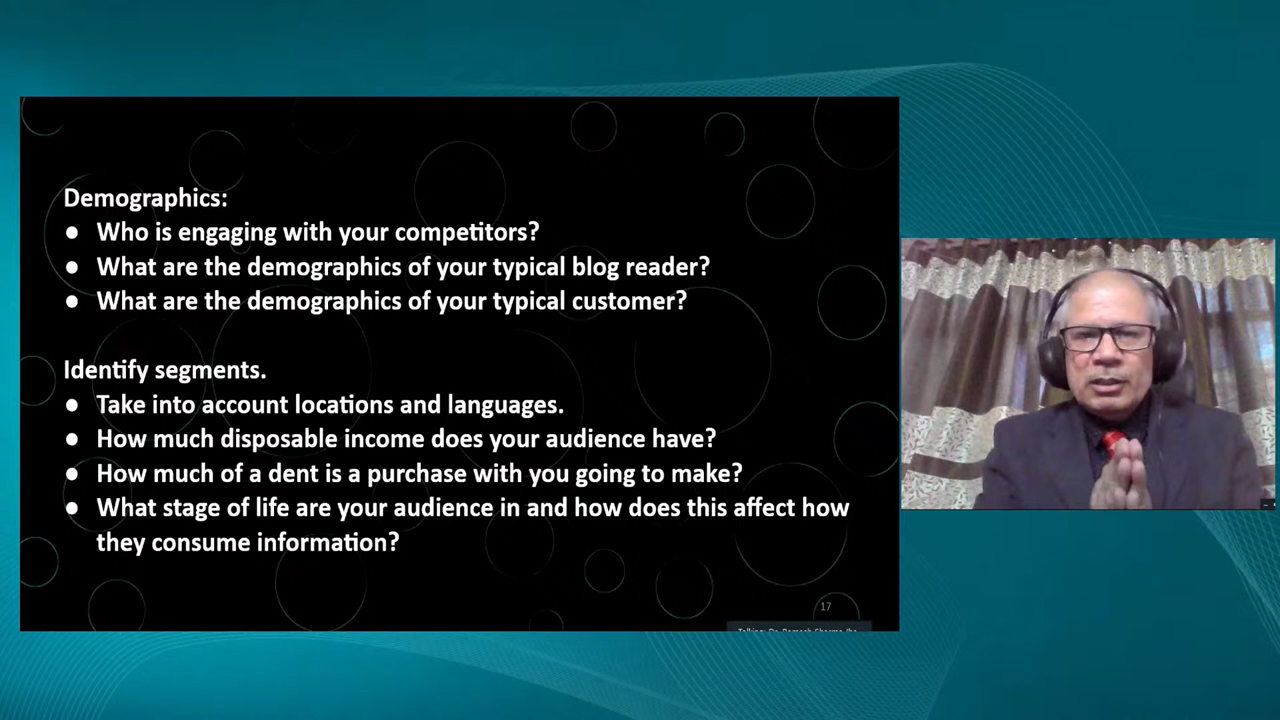 Demographics:
● Who is engaging with your competitors?
● What are the demographics of your typical blog reader?
● What are the demographics of your typical customer?
Identify segments.
● Take into account locations and languages.
● How much disposable income does your audience have?
● How much of a dent is a purchase with you going to make?
● What stage of life are your audience in and how does this affect how
they consume information?
17